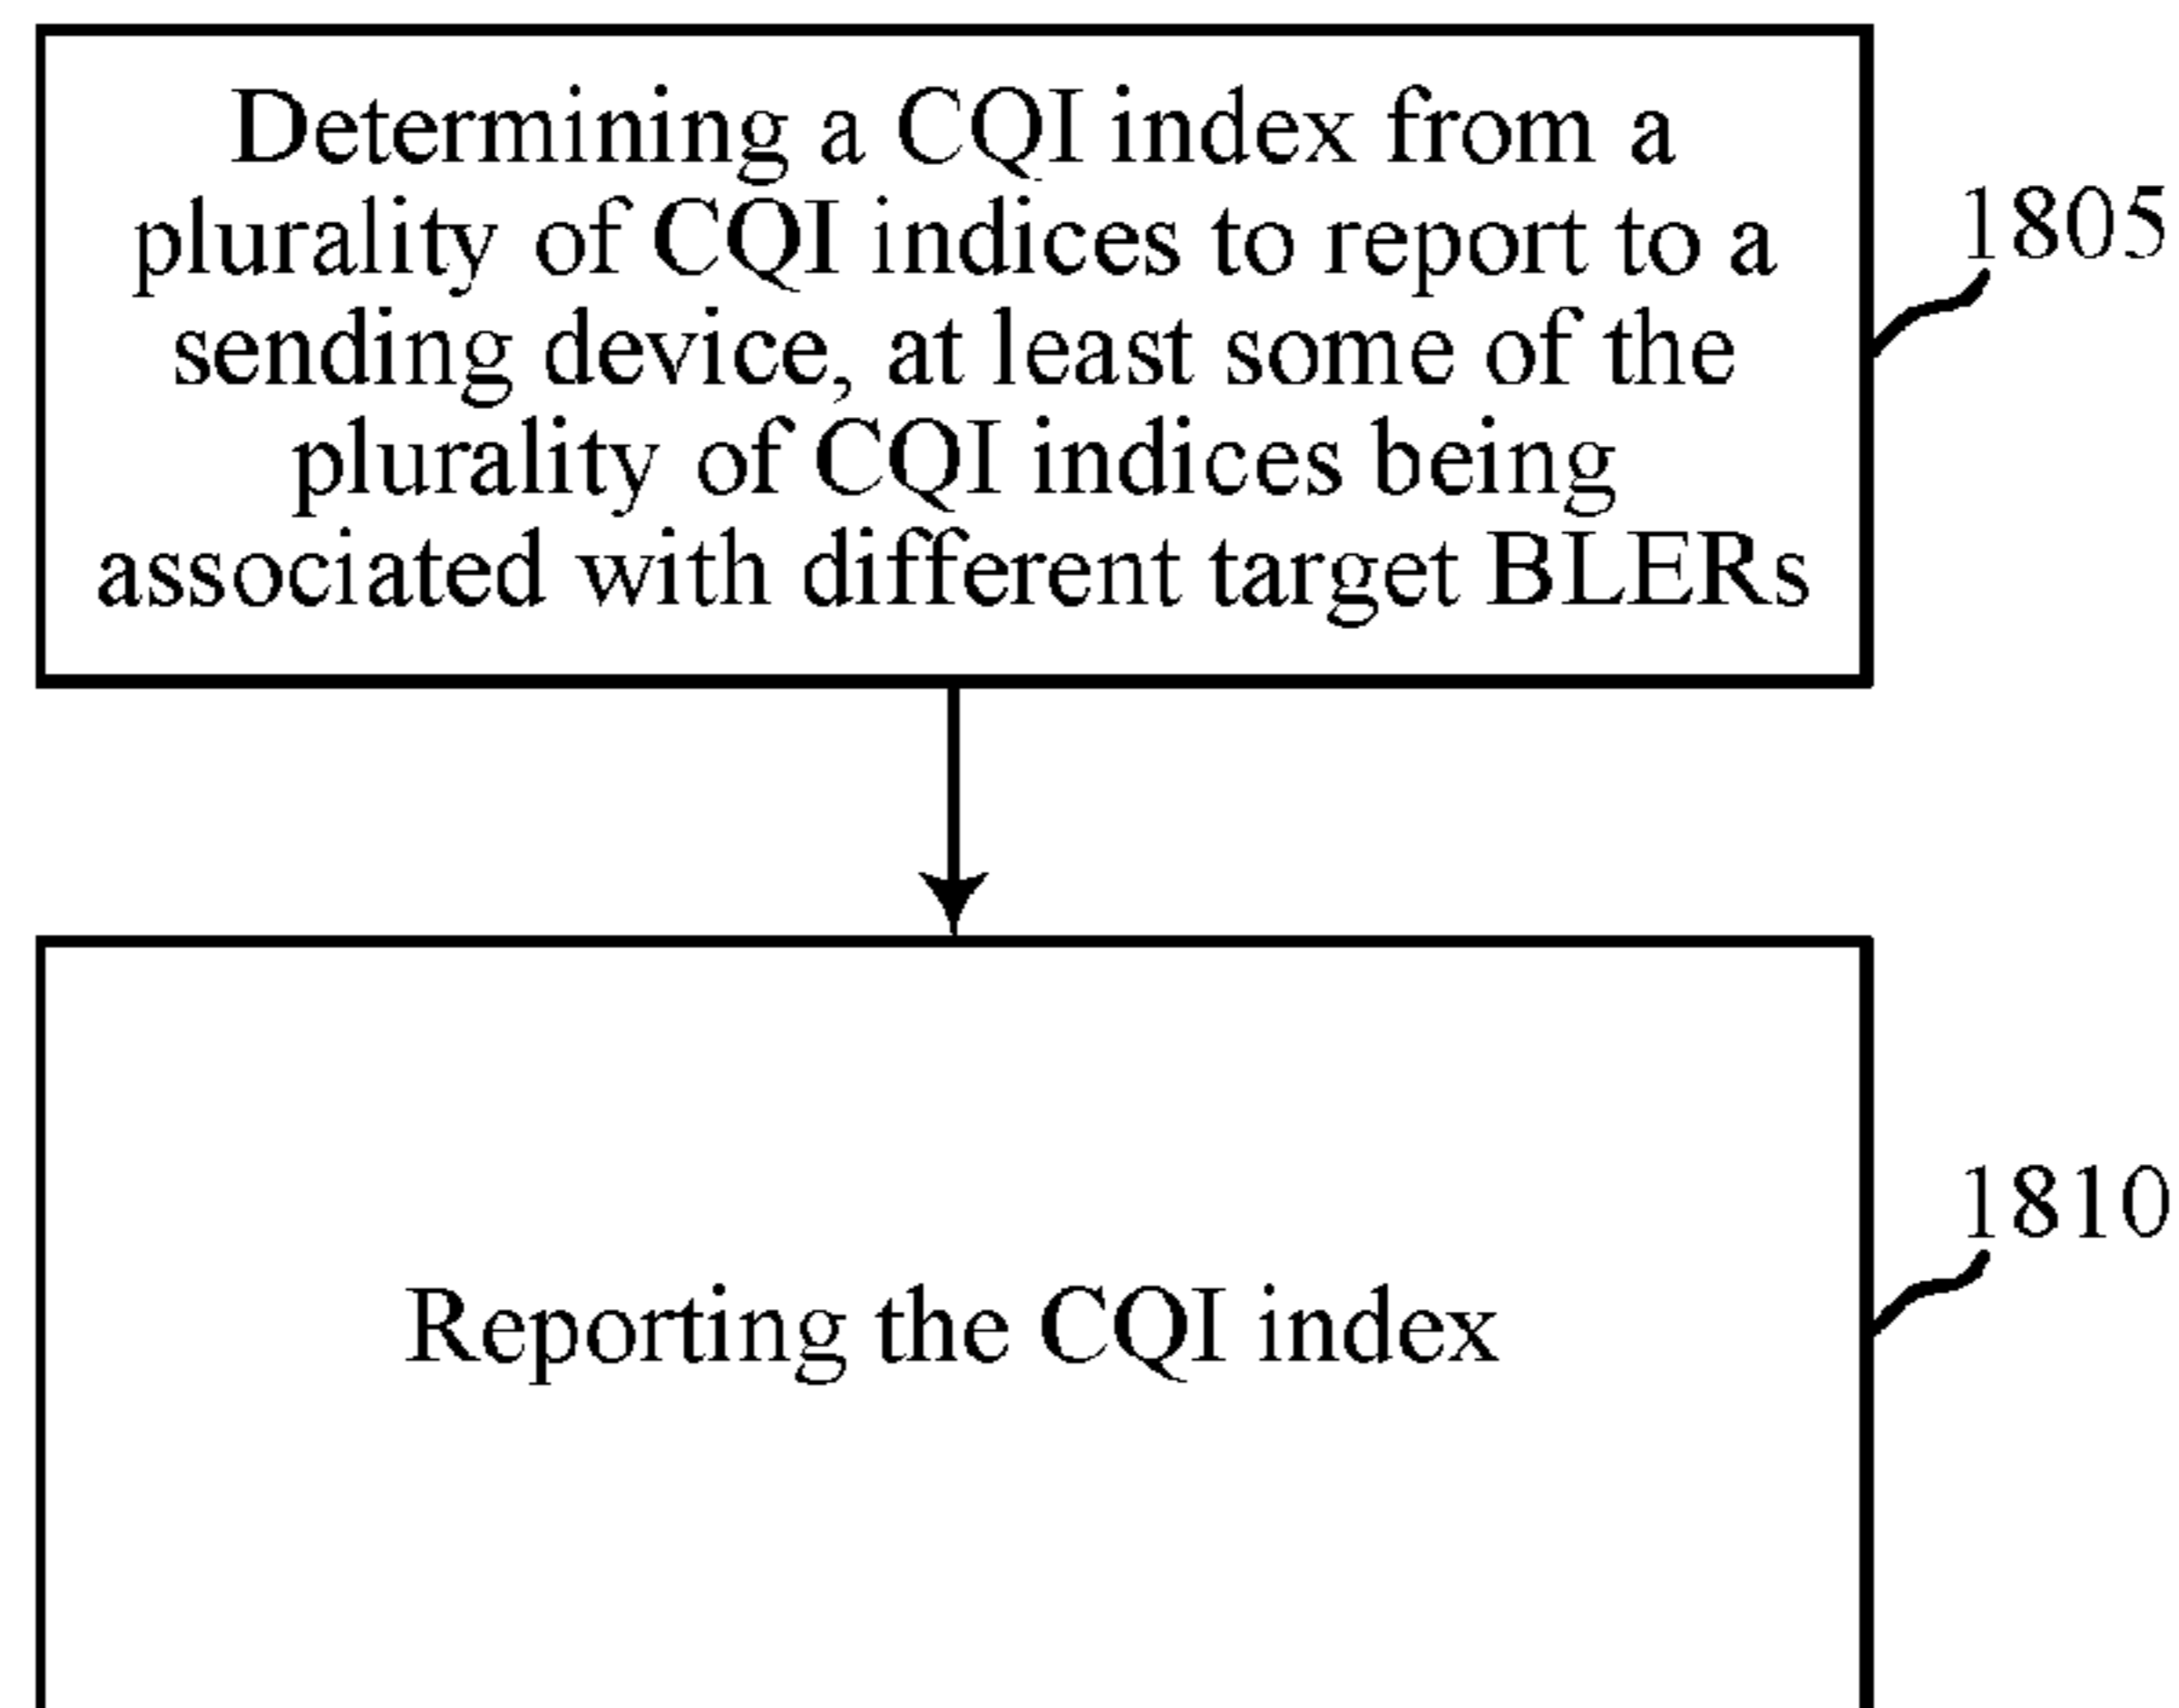 Determining a CQI index from a
plurality of CQI indices to report to a
sending device, at least some of the
plurality of CQI indices being
associated with different target BLERs
1805
Reporting the CQI index
1810